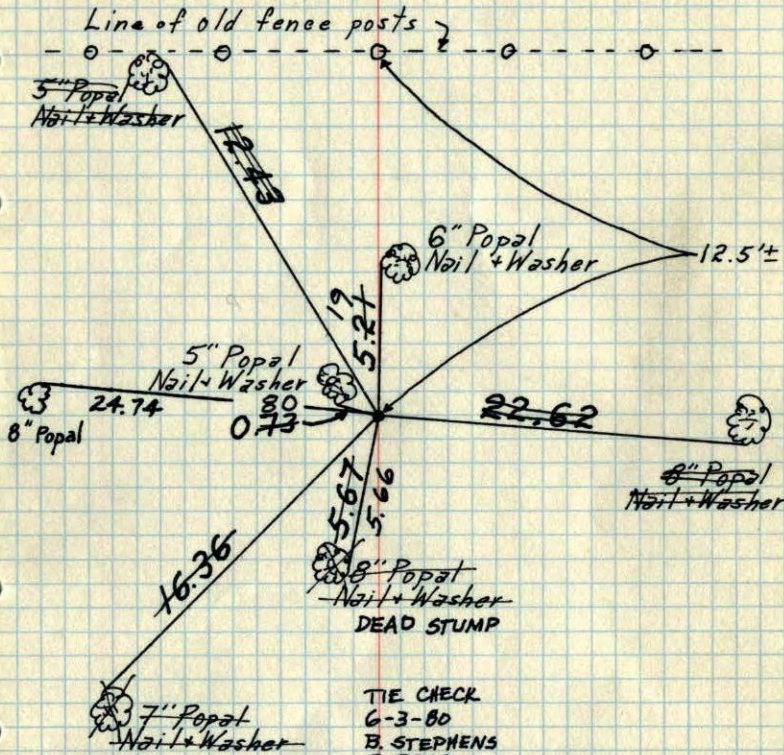 Line of old fence posts
5" Popal
Nail + Washer
12.43
6" Popal
Nail + Washer
12.5'±
19
5.21
5" Popal
Nail + Washer
24.74
80
0.73
22.62
8" Popal
8" Popal
Nail + Washer
5.67
5.66
16.36
8" Popal
Nail + Washer
DEAD STUMP
7" Popal
Nail + Washer
TIE CHECK
6-3-80
B. STEPHENS